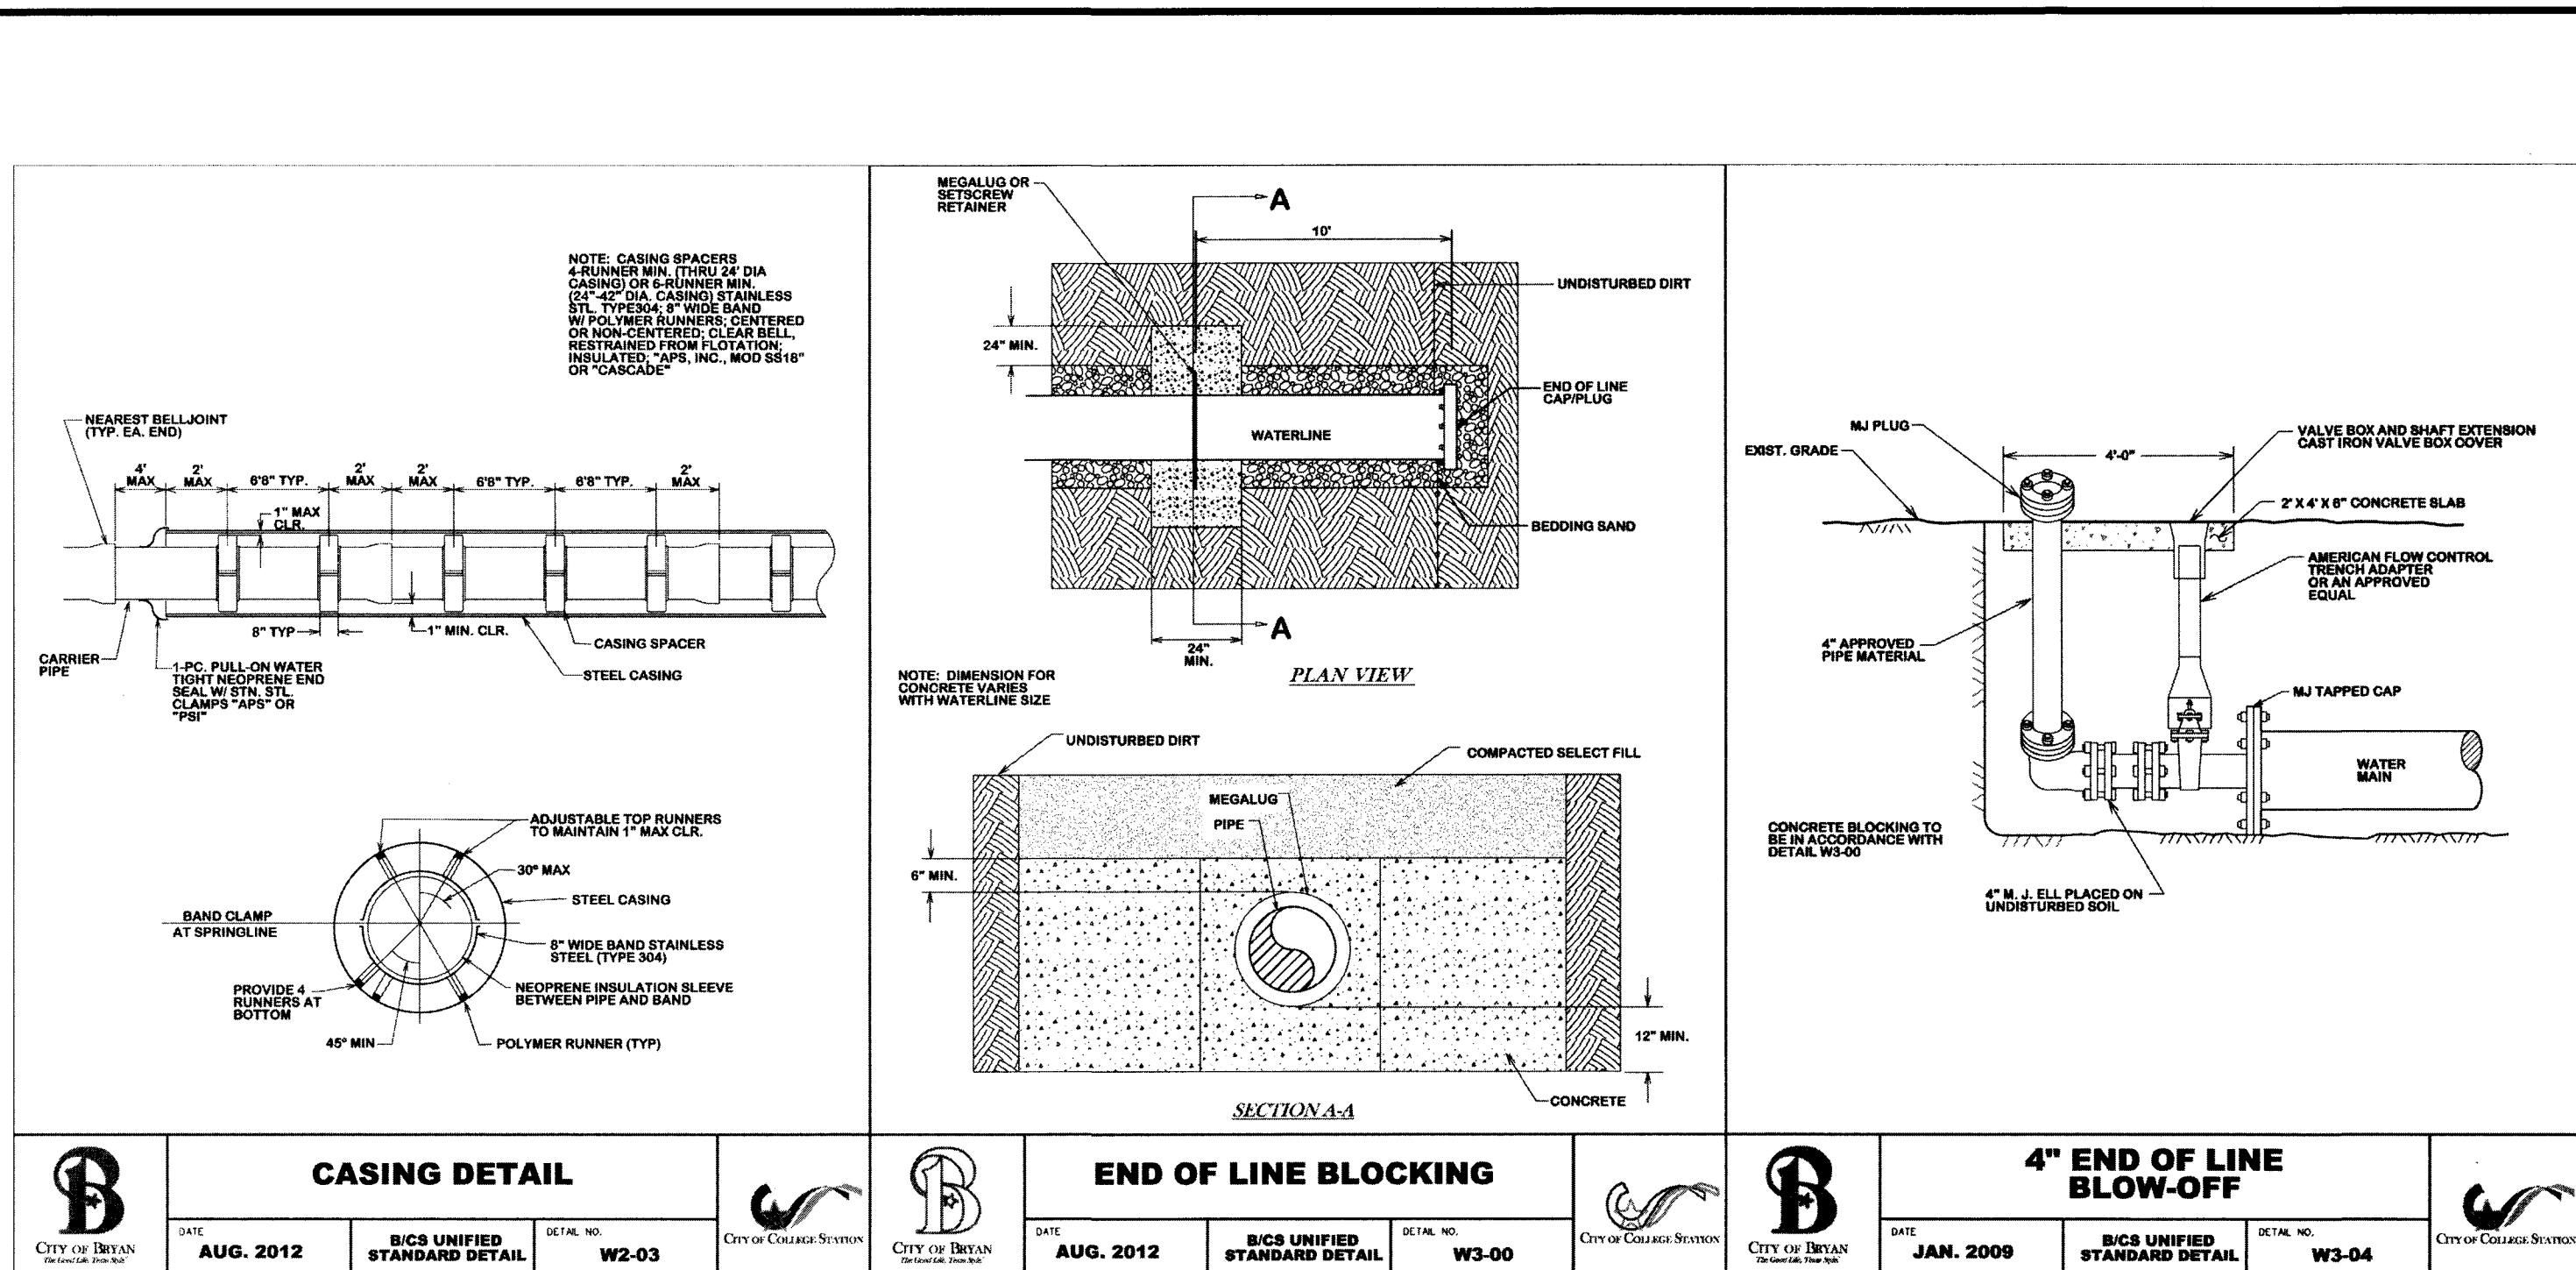 NOTE: CASING SPACERS
4-RUNNER MIN. (THRU 24' DIA
CASING) OR 6-RUNNER MIN.
(24"-42" DIA. CASING) STAINLESS
STL. TYPE304; 8" WIDE BAND
W/ POLYMER RUNNERS; CENTERED
OR NON-CENTERED; CLEAR BELL,
RESTRAINED FROM FLOTATION;
INSULATED; "APS, INC., MOD SS18"
OR "CASCADE"
NEAREST BELLJOINT
(TYP. EA. END)
4'
MAX
2'
MAX
6'8" TYP.
2'
MAX
2'
MAX
6'8" TYP.
6'8" TYP.
2'
MAX
1" MAX
CLR.
8" TYP
1" MIN. CLR.
CASING SPACER
STEEL CASING
CARRIER
PIPE
1-PC. PULL-ON WATER
TIGHT NEOPRENE END
SEAL W/ STN. STL.
CLAMPS "APS" OR
"PSI"
ADJUSTABLE TOP RUNNERS
TO MAINTAIN 1" MAX CLR.
30° MAX
STEEL CASING
BAND CLAMP
AT SPRINGLINE
8" WIDE BAND STAINLESS
STEEL (TYPE 304)
PROVIDE 4
RUNNERS AT
BOTTOM
NEOPRENE INSULATION SLEEVE
BETWEEN PIPE AND BAND
45° MIN
POLYMER RUNNER (TYP)
CITY OF BRYAN
The Good Life, Texas Style.
CASING DETAIL
DATE
AUG. 2012
B/CS UNIFIED
STANDARD DETAIL
DETAIL NO.
W2-03
CITY OF COLLEGE STATION
MEGALUG OR
SETSCREW
RETAINER
A
10'
UNDISTURBED DIRT
24" MIN.
END OF LINE
CAP/PLUG
WATERLINE
BEDDING SAND
A
24"
MIN.
PLAN VIEW
NOTE: DIMENSION FOR
CONCRETE VARIES
WITH WATERLINE SIZE
UNDISTURBED DIRT
COMPACTED SELECT FILL
MEGALUG
PIPE
6" MIN.
12" MIN.
CONCRETE
SECTION A-A
CITY OF BRYAN
The Good Life, Texas Style.
END OF LINE BLOCKING
DATE
AUG. 2012
B/CS UNIFIED
STANDARD DETAIL
DETAIL NO.
W3-00
CITY OF COLLEGE STATION
MJ PLUG
VALVE BOX AND SHAFT EXTENSION
CAST IRON VALVE BOX COVER
EXIST. GRADE
4'-0"
2' X 4' X 6" CONCRETE SLAB
AMERICAN FLOW CONTROL
TRENCH ADAPTER
OR AN APPROVED
EQUAL
4" APPROVED
PIPE MATERIAL
MJ TAPPED CAP
WATER
MAIN
CONCRETE BLOCKING TO
BE IN ACCORDANCE WITH
DETAIL W3-00
4" M. J. ELL PLACED ON
UNDISTURBED SOIL
CITY OF BRYAN
The Good Life, Texas Style.
4" END OF LINE
BLOW-OFF
DATE
JAN. 2009
B/CS UNIFIED
STANDARD DETAIL
DETAIL NO.
W3-04
CITY OF COLLEGE STATION